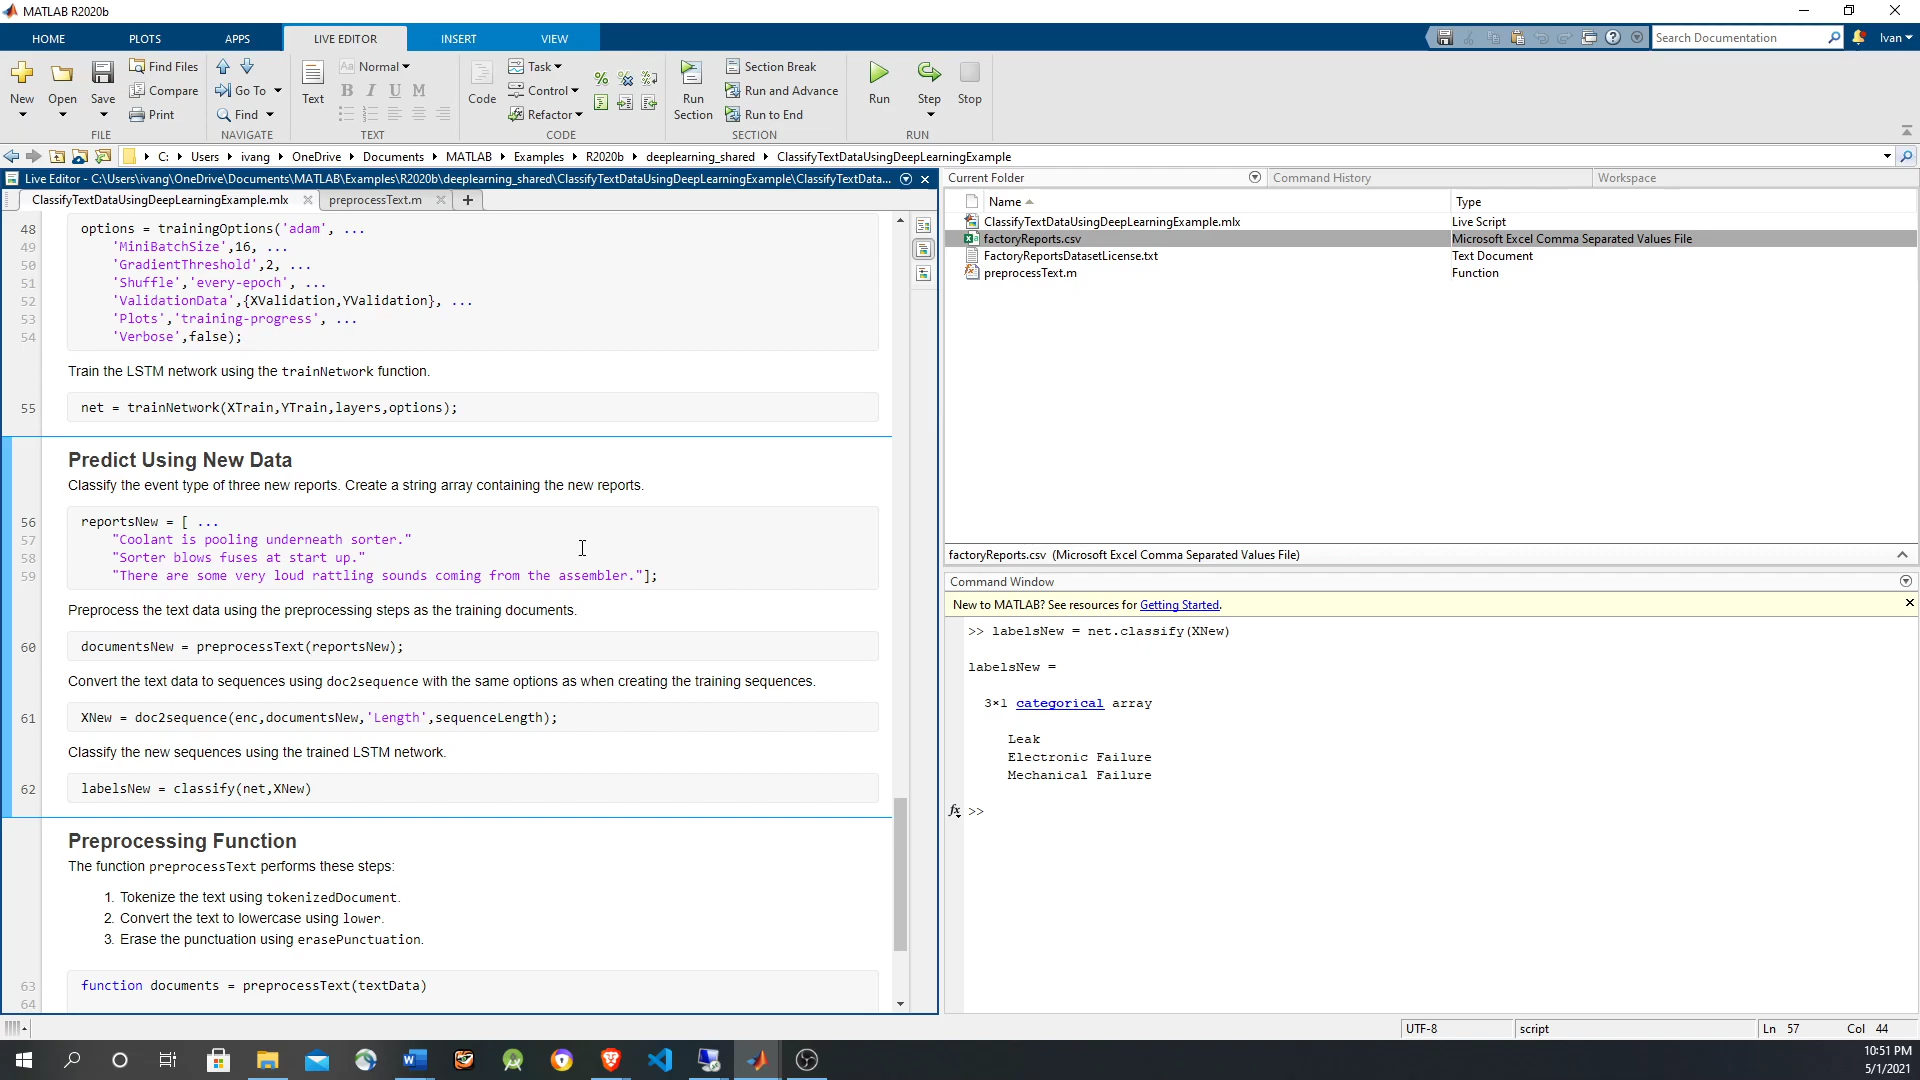 MATLAB R2020b
HOME PLOTS APPS LIVE EDITOR INSERT VIEW
Search Documentation Ivan
New Open Save
Find Files
Compare
Print
FILE
Go To
Find
NAVIGATE
Text
Aa Normal
B I U M
TEXT
Code
Task
Control
Refactor
CODE
Run Section
Section Break
Run and Advance
Run to End
SECTION
Run Step Stop
RUN
C: Users ivang OneDrive Documents MATLAB Examples R2020b deeplearning_shared ClassifyTextDataUsingDeepLearningExample
Live Editor - C:\Users\ivang\OneDrive\Documents\MATLAB\Examples\R2020b\deeplearning_shared\ClassifyTextDataUsingDeepLearningExample\ClassifyTextData...
ClassifyTextDataUsingDeepLearningExample.mlx preprocessText.m +
48 options = trainingOptions('adam', ...
49 'MiniBatchSize',16, ...
50 'GradientThreshold',2, ...
51 'Shuffle','every-epoch', ...
52 'ValidationData',{XValidation,YValidation}, ...
53 'Plots','training-progress', ...
54 'Verbose',false);
Train the LSTM network using the trainNetwork function.
55 net = trainNetwork(XTrain,YTrain,layers,options);
Predict Using New Data
Classify the event type of three new reports. Create a string array containing the new reports.
56 reportsNew = [ ...
57 "Coolant is pooling underneath sorter."
58 "Sorter blows fuses at start up."
59 "There are some very loud rattling sounds coming from the assembler."];
Preprocess the text data using the preprocessing steps as the training documents.
60 documentsNew = preprocessText(reportsNew);
Convert the text data to sequences using doc2sequence with the same options as when creating the training sequences.
61 XNew = doc2sequence(enc,documentsNew,'Length',sequenceLength);
Classify the new sequences using the trained LSTM network.
62 labelsNew = classify(net,XNew)
Preprocessing Function
The function preprocessText performs these steps:
1. Tokenize the text using tokenizedDocument.
2. Convert the text to lowercase using lower.
3. Erase the punctuation using erasePunctuation.
63 function documents = preprocessText(textData)
64
Current Folder Command History Workspace
Name Type
ClassifyTextDataUsingDeepLearningExample.mlx Live Script
factoryReports.csv Microsoft Excel Comma Separated Values File
FactoryReportsDatasetLicense.txt Text Document
preprocessText.m Function
factoryReports.csv (Microsoft Excel Comma Separated Values File)
Command Window
New to MATLAB? See resources for Getting Started.
>> labelsNew = net.classify(XNew)
labelsNew =
3×1 categorical array
Leak
Electronic Failure
Mechanical Failure
fx >>
UTF-8 script Ln 57 Col 44
10:51 PM
5/1/2021